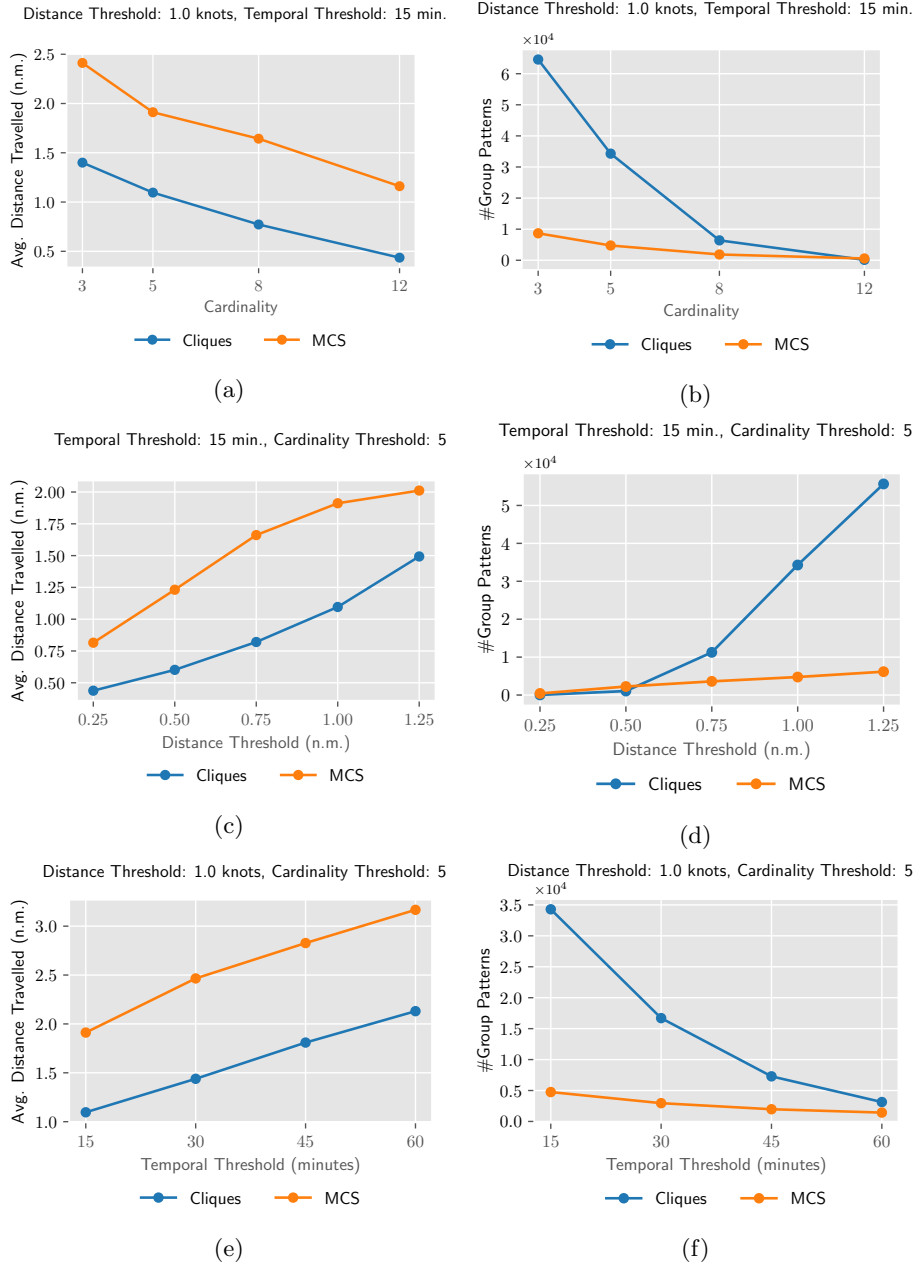 Distance Threshold: 1.0 knots, Temporal Threshold: 15 min.
Avg. Distance Travelled (n.m.)
2.5
2.0
1.5
1.0
0.5
3 5 8 12
Cardinality
Cliques MCS
(a)
Distance Threshold: 1.0 knots, Temporal Threshold: 15 min.
×10⁴
#Group Patterns
6
5
4
3
2
1
0
3 5 8 12
Cardinality
Cliques MCS
(b)
Temporal Threshold: 15 min., Cardinality Threshold: 5
Avg. Distance Travelled (n.m.)
2.00
1.75
1.50
1.25
1.00
0.75
0.50
0.25 0.50 0.75 1.00 1.25
Distance Threshold (n.m.)
Cliques MCS
(c)
Temporal Threshold: 15 min., Cardinality Threshold: 5
×10⁴
#Group Patterns
5
4
3
2
1
0
0.25 0.50 0.75 1.00 1.25
Distance Threshold (n.m.)
Cliques MCS
(d)
Distance Threshold: 1.0 knots, Cardinality Threshold: 5
Avg. Distance Travelled (n.m.)
3.0
2.5
2.0
1.5
1.0
15 30 45 60
Temporal Threshold (minutes)
Cliques MCS
(e)
Distance Threshold: 1.0 knots, Cardinality Threshold: 5
×10⁴
#Group Patterns
3.5
3.0
2.5
2.0
1.5
1.0
0.5
0.0
15 30 45 60
Temporal Threshold (minutes)
Cliques MCS
(f)